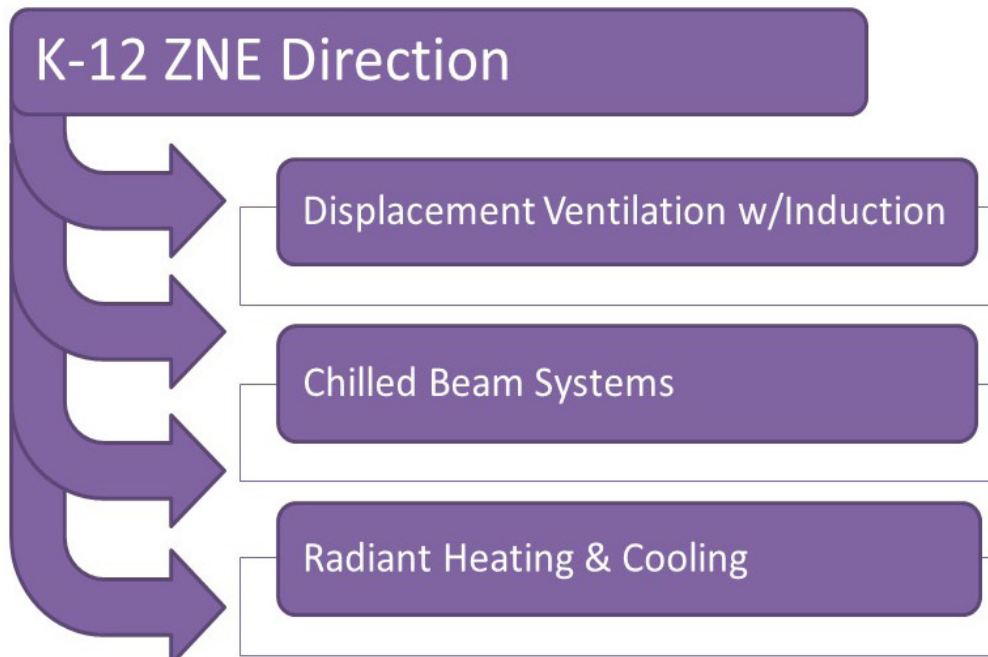 K-12 ZNE Direction
Displacement Ventilation w/Induction
Chilled Beam Systems
Radiant Heating & Cooling